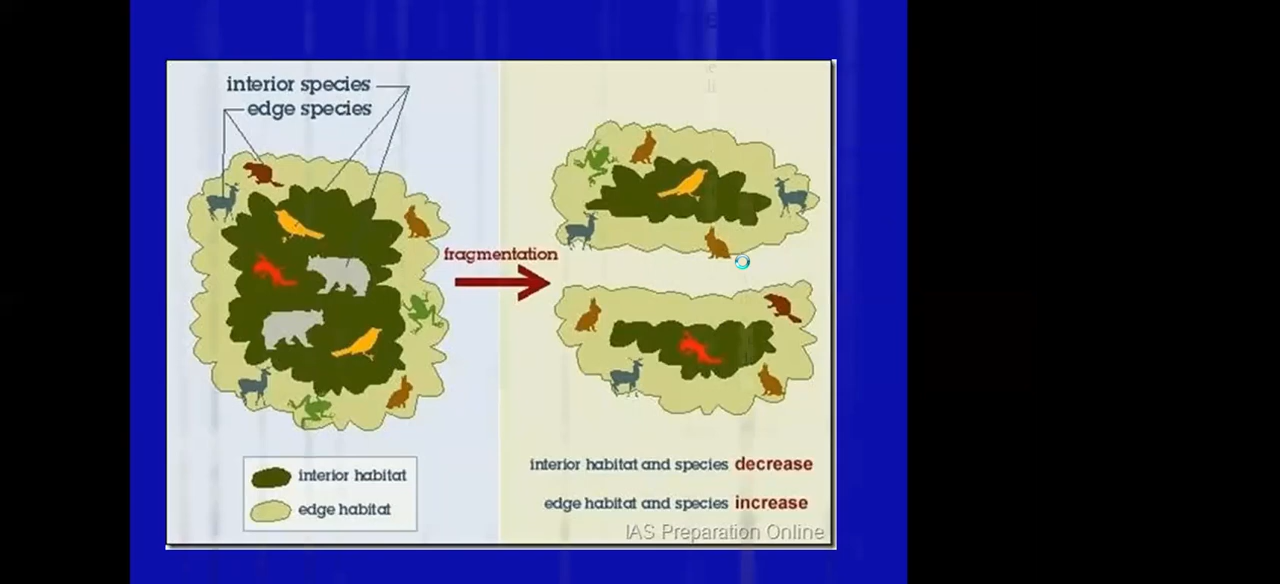 interior species
edge species
fragmentation
interior habitat
edge habitat
interior habitat and species decrease
edge habitat and species increase
IAS Preparation Online